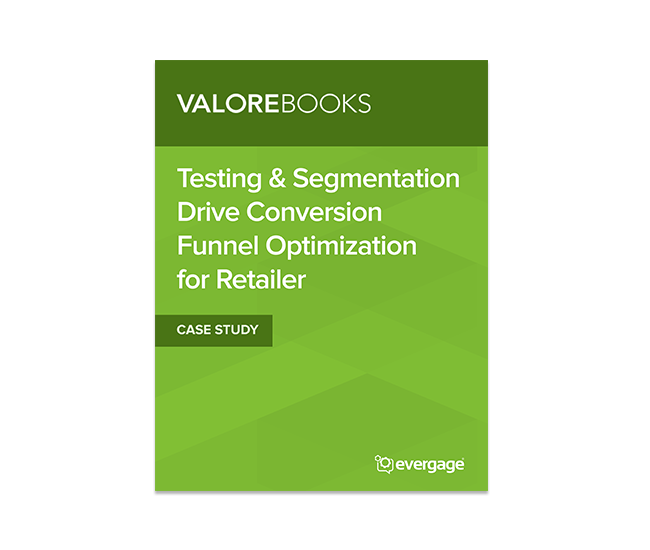 VALOREBOOKS
Testing & Segmentation
Drive Conversion
Funnel Optimization
for Retailer
CASE STUDY
evergage